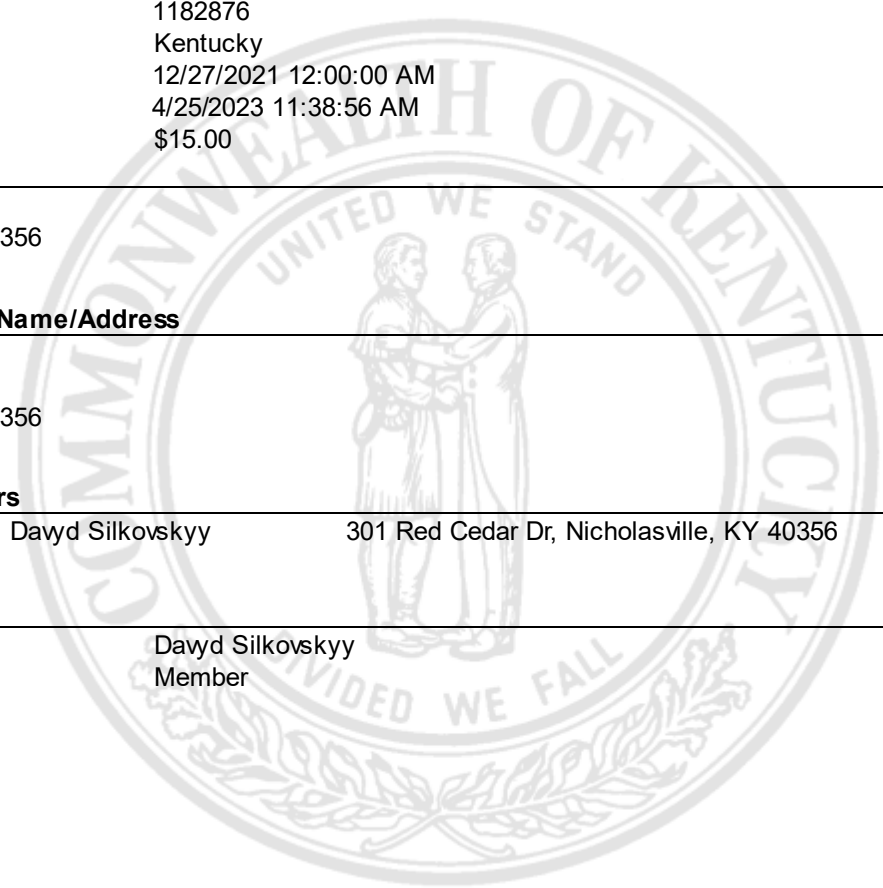 1182876
Kentucky
12/27/2021 12:00:00 AM
4/25/2023 11:38:56 AM
$15.00
356
Name/Address
356
rs
Davyd Silkovskyy 301 Red Cedar Dr, Nicholasville, KY 40356
Davyd Silkovskyy
Member
COMMONWEALTH OF KENTUCKY
UNITED WE STAND
DIVIDED WE FALL